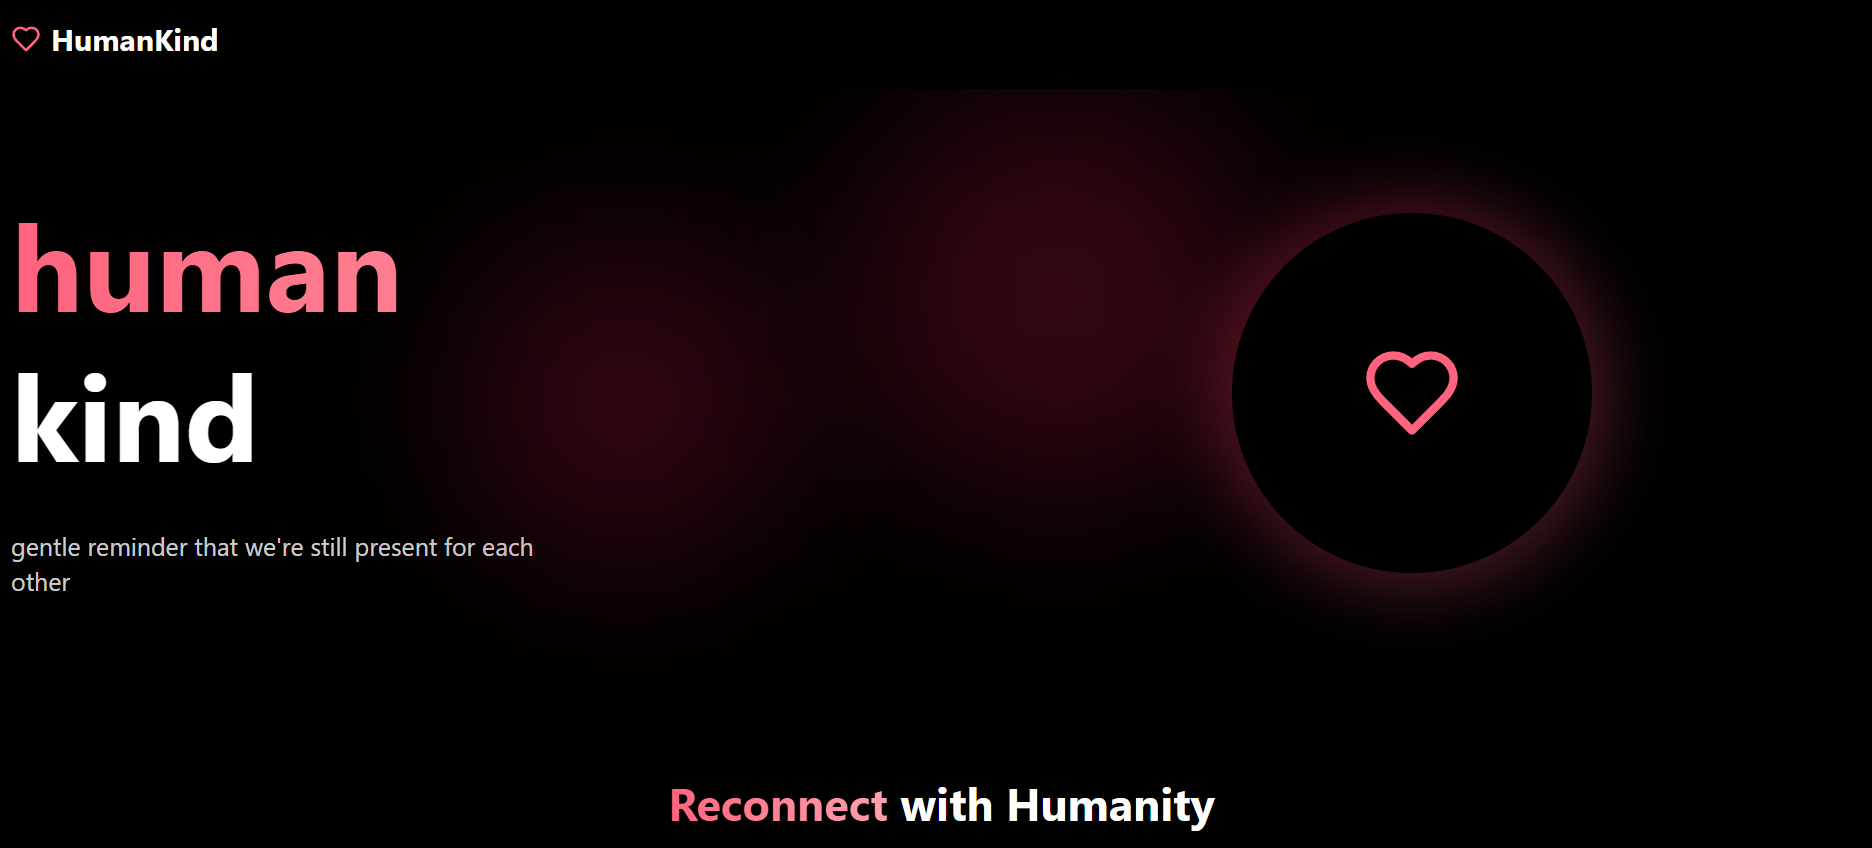 HumanKind
human
kind
gentle reminder that we're still present for each
other
Reconnect with Humanity